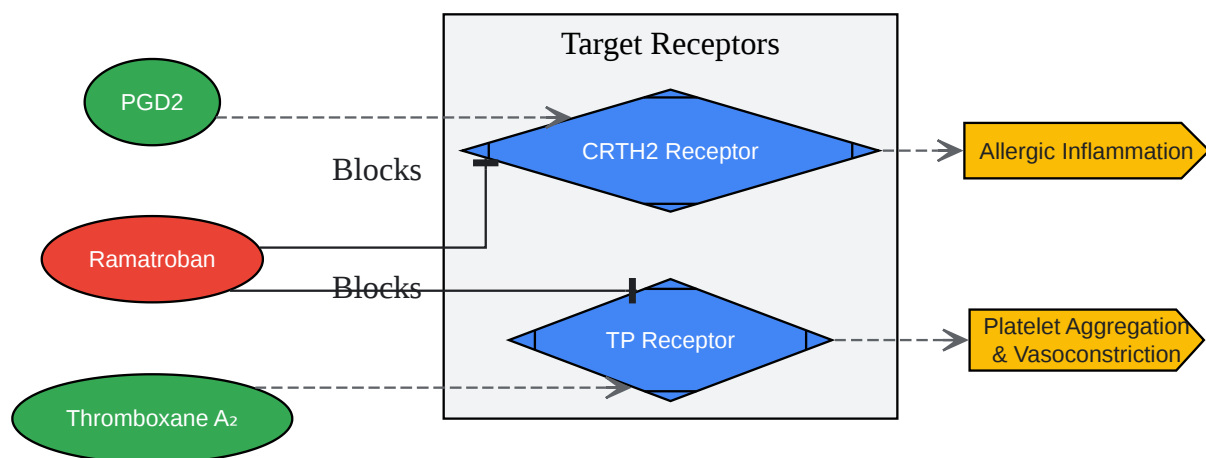 Target Receptors
PGD2
CRTH2 Receptor
Allergic Inflammation
Blocks
Ramatroban
Blocks
TP Receptor
Platelet Aggregation
& Vasoconstriction
Thromboxane A₂